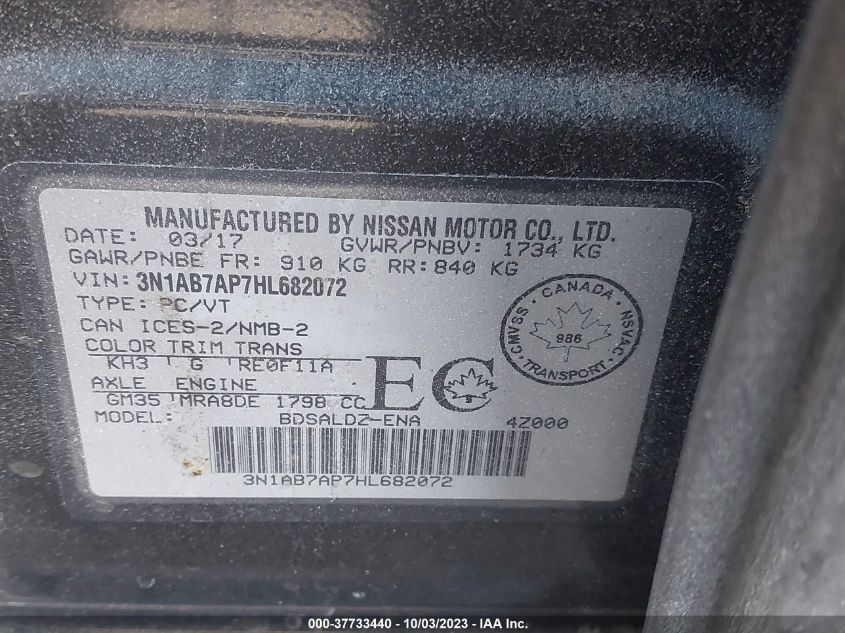 MANUFACTURED BY NISSAN MOTOR CO., LTD.
DATE: 03/17 GVWR/PNBV: 1734 KG
GAWR/PNBE FR: 910 KG RR: 840 KG
VIN: 3N1AB7AP7HL682072
TYPE: PC/VT
CAN ICES-2/NMB-2
COLOR TRIM TRANS
KH3 G RE0F11A
AXLE ENGINE
GM35 MRA8DE 1798 CC
EC
CANADA
CMVSS NSVAC
986
TRANSPORT
MODEL: BDSALDZ-ENA 4Z000
3N1AB7AP7HL682072
000-37733440 - 10/03/2023 - IAA Inc.